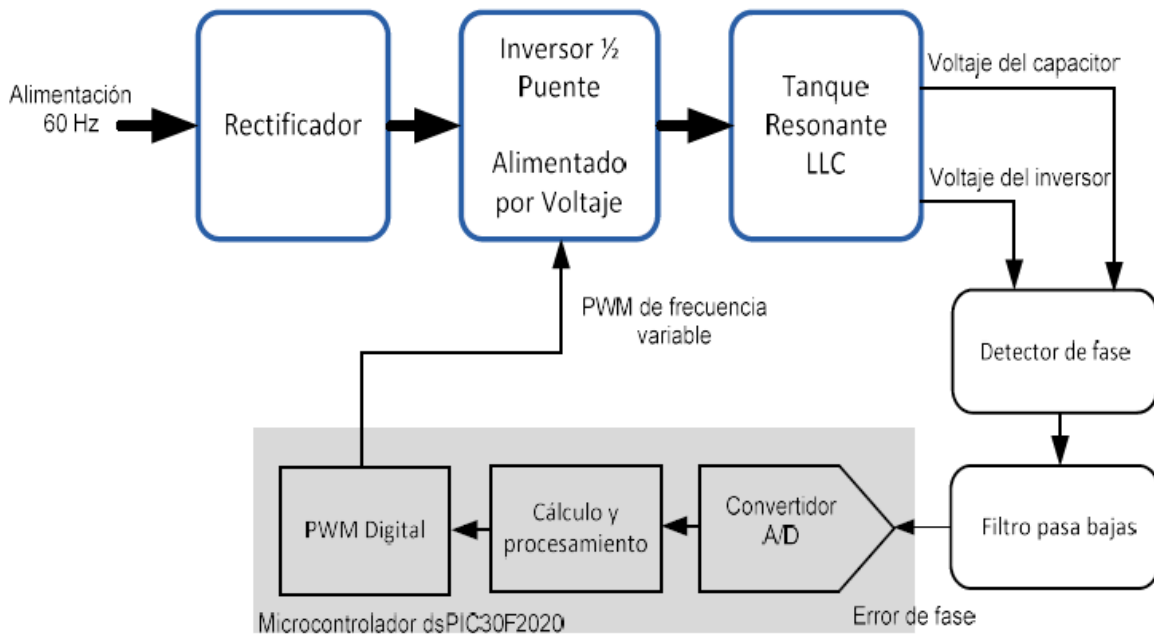 Alimentación
60 Hz
Rectificador
Inversor ½
Puente
Alimentado
por Voltaje
Tanque
Resonante
LLC
Voltaje del capacitor
Voltaje del inversor
PWM de frecuencia
variable
Detector de fase
Filtro pasa bajas
Error de fase
Convertidor
A/D
Cálculo y
procesamiento
PWM Digital
Microcontrolador dsPIC30F2020